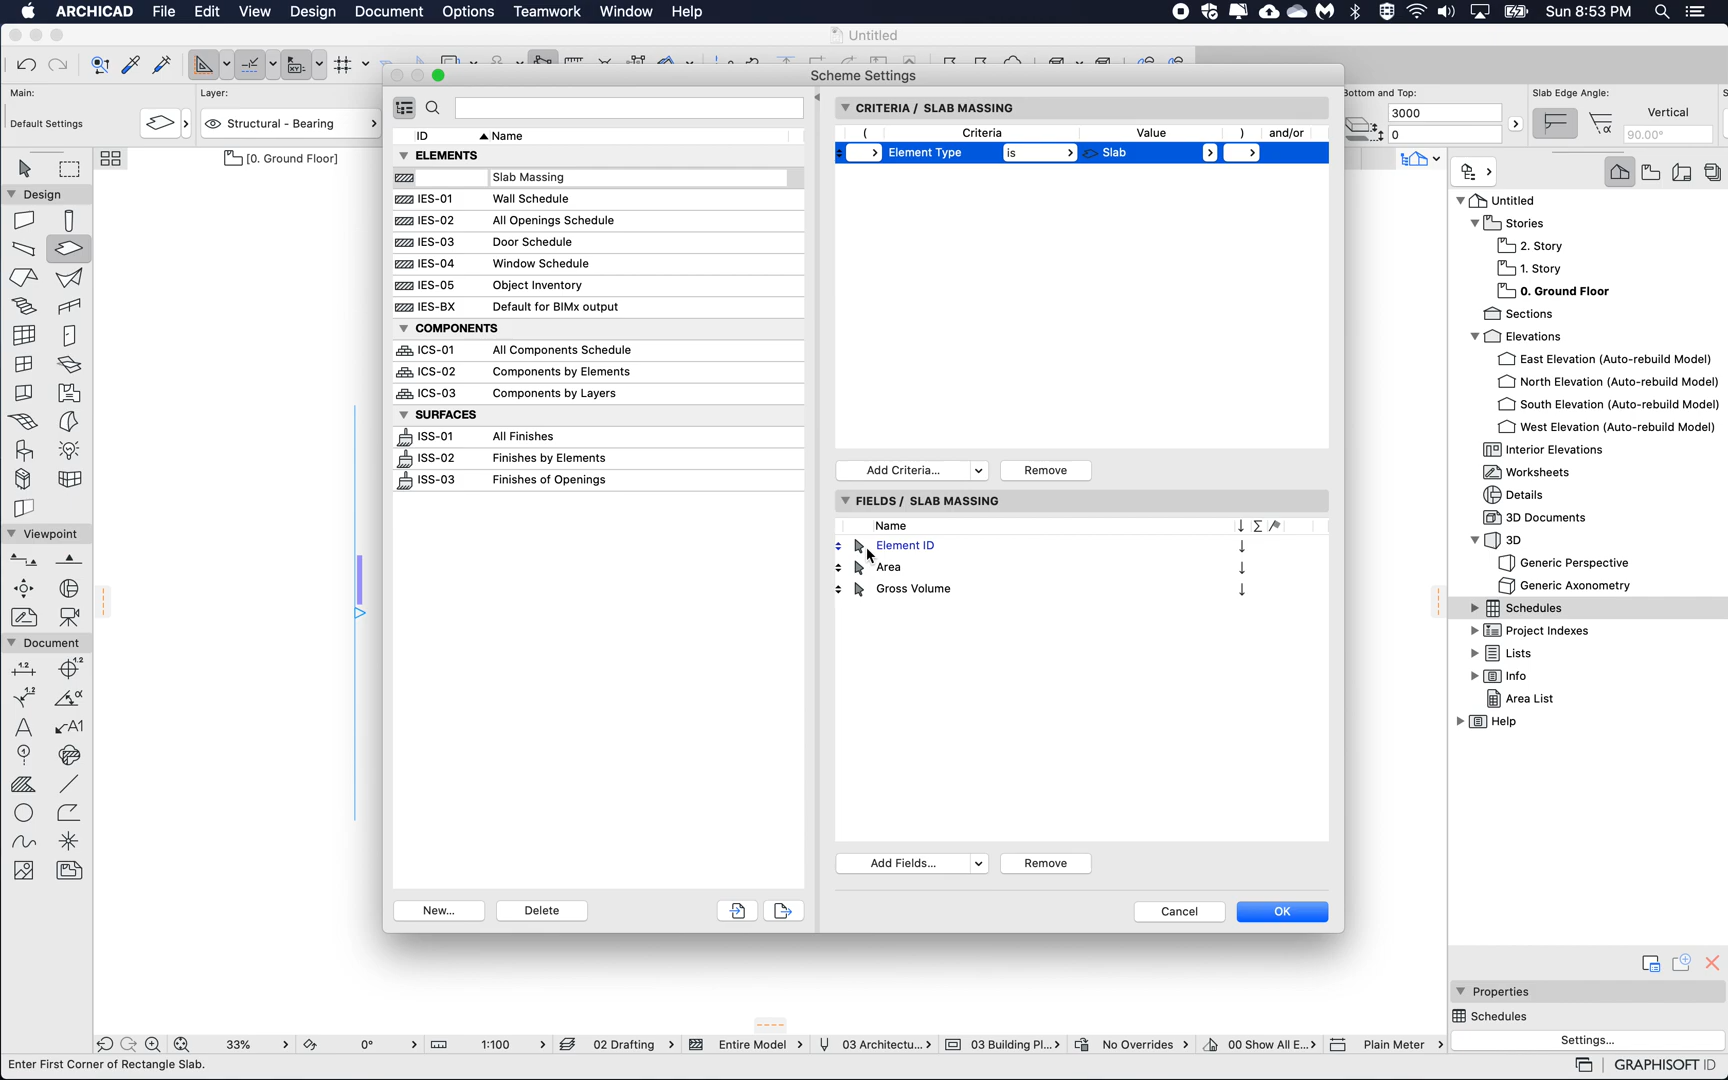 ARCHICAD File Edit View Design Document Options Teamwork Window Help Sun 8:53 PM
Untitled
Scheme Settings
Main:
Default Settings
Layer:
Structural - Bearing
ottom and Top:
3000
0
Slab Edge Angle:
Vertical
90.00°
S
[0. Ground Floor]
Design
Viewpoint
Document
1.2
1.2
1.2
A1
ID Name
ELEMENTS
Slab Massing
IES-01 Wall Schedule
IES-02 All Openings Schedule
IES-03 Door Schedule
IES-04 Window Schedule
IES-05 Object Inventory
IES-BX Default for BIMx output
COMPONENTS
ICS-01 All Components Schedule
ICS-02 Components by Elements
ICS-03 Components by Layers
SURFACES
ISS-01 All Finishes
ISS-02 Finishes by Elements
ISS-03 Finishes of Openings
New... Delete
CRITERIA / SLAB MASSING
( Criteria Value ) and/or
Element Type is Slab
Add Criteria... Remove
FIELDS / SLAB MASSING
Name
Element ID
Area
Gross Volume
Add Fields... Remove
Cancel OK
Untitled
Stories
2. Story
1. Story
0. Ground Floor
Sections
Elevations
East Elevation (Auto-rebuild Model)
North Elevation (Auto-rebuild Model)
South Elevation (Auto-rebuild Model)
West Elevation (Auto-rebuild Model)
Interior Elevations
Worksheets
Details
3D Documents
3D
Generic Perspective
Generic Axonometry
Schedules
Project Indexes
Lists
Info
Area List
Help
Properties
Schedules
Settings...
33% 0° 1:100 02 Drafting Entire Model 03 Architectu... 03 Building Pl... No Overrides 00 Show All E... Plain Meter
Enter First Corner of Rectangle Slab.
GRAPHISOFT ID